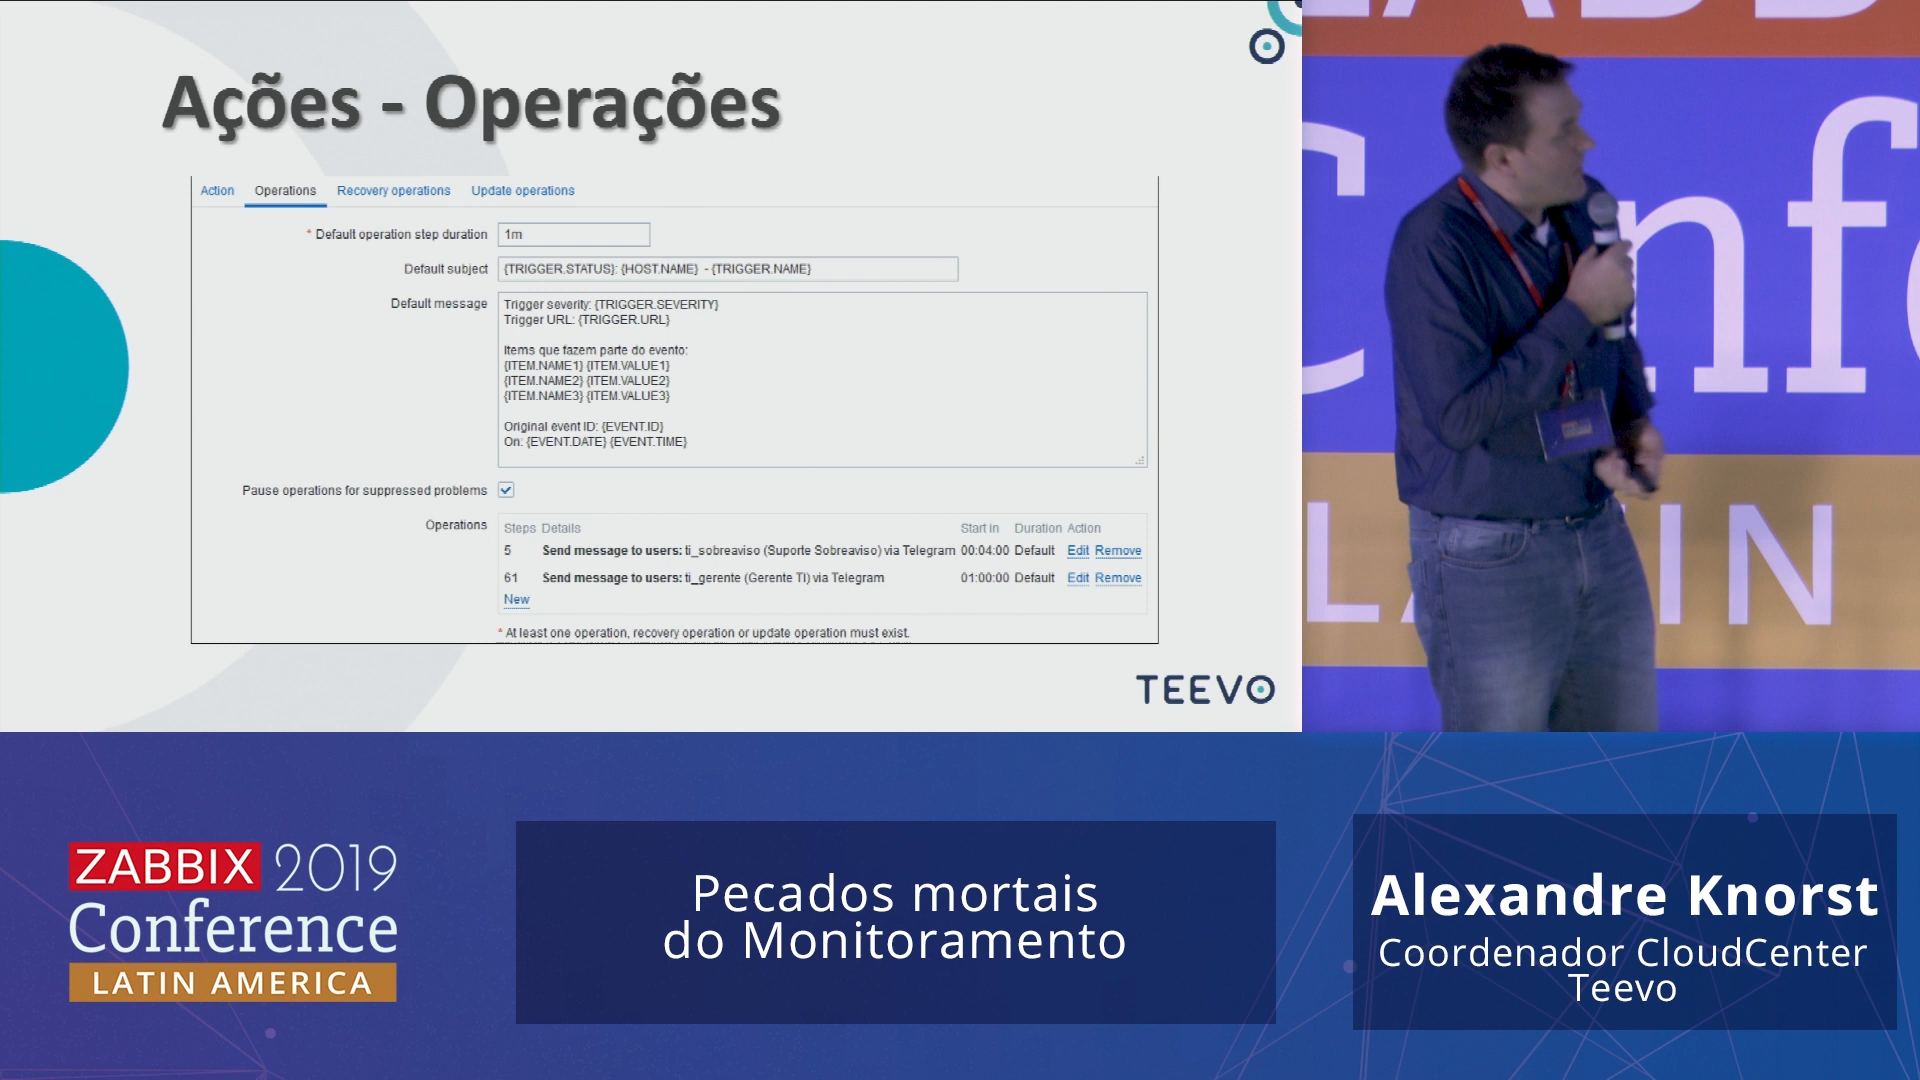 Ações - Operações
Action Operations Recovery operations Update operations
* Default operation step duration 1m
Default subject {TRIGGER.STATUS}: {HOST.NAME} - {TRIGGER.NAME}
Default message Trigger severity: {TRIGGER.SEVERITY}
Trigger URL: {TRIGGER.URL}
Items que fazem parte do evento:
{ITEM.NAME1} {ITEM.VALUE1}
{ITEM.NAME2} {ITEM.VALUE2}
{ITEM.NAME3} {ITEM.VALUE3}
Original event ID: {EVENT.ID}
On: {EVENT.DATE} {EVENT.TIME}
Pause operations for suppressed problems
Operations Steps Details Start in Duration Action
5 Send message to users: ti_sobreaviso (Suporte Sobreaviso) via Telegram 00:04:00 Default Edit Remove
61 Send message to users: ti_gerente (Gerente TI) via Telegram 01:00:00 Default Edit Remove
New
* At least one operation, recovery operation or update operation must exist.
TEEVO
ZABBIX 2019
Conference
LATIN AMERICA
Pecados mortais
do Monitoramento
Alexandre Knorst
Coordenador CloudCenter
Teevo